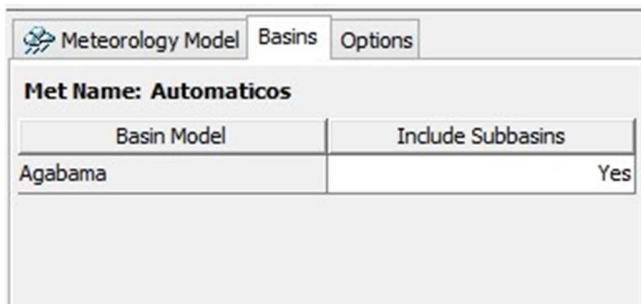 Meteorology Model Basins Options
Met Name: Automaticos
Basin Model Include Subbasins
Agabama Yes